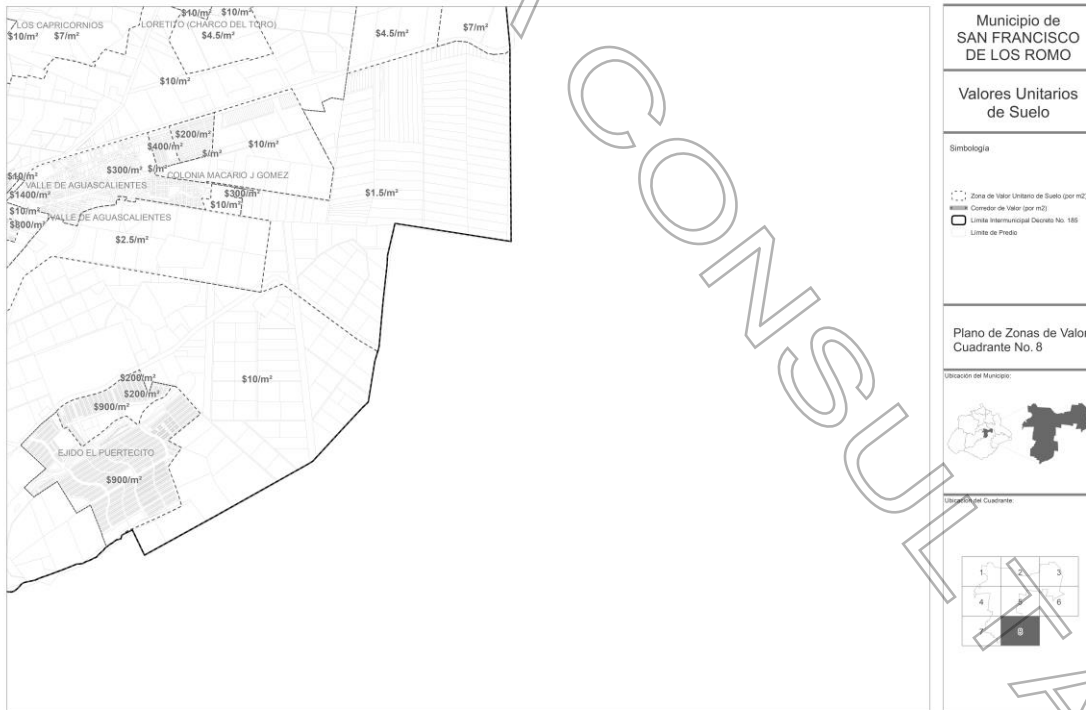 $10/m²
$10/m²
LOS CAPRICORNIOS
LORETITO (CHARCO DEL TORO)
$10/m²
$7/m²
$4.5/m²
$4.5/m²
$7/m²
$10/m²
$200/m²
$400/m²
$10/m²
$/m²
$300/m²
$/m²
$10/m²
COLONIA MACARIO J GOMEZ
VALLE DE AGUASCALIENTES
$1400/m²
$300/m²
$1.5/m²
$10/m²
$10/m²
VALLE DE AGUASCALIENTES
$800/m²
$2.5/m²
$200/m²
$10/m²
$200/m²
$900/m²
EJIDO EL PUERTECITO
$900/m²
CONSULTA
Municipio de
SAN FRANCISCO
DE LOS ROMO
Valores Unitarios
de Suelo
Simbología
Zona de Valor Unitario de Suelo (por m2)
Corredor de Valor (por m2)
Límite Intermunicipal Decreto No. 185
Límite de Predio
Plano de Zonas de Valor
Cuadrante No. 8
Ubicación del Municipio:
Ubicación del Cuadrante:
1 2 3
4 5 6
7 8